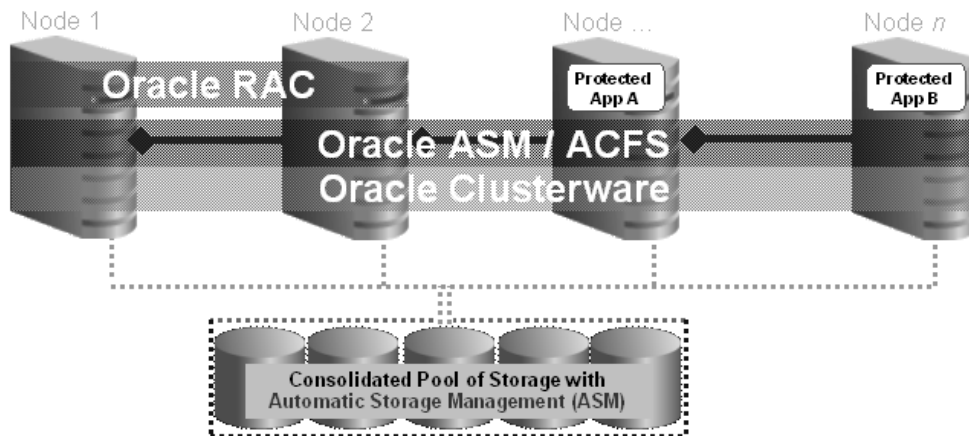 Node 1
Node 2
Node ...
Node n
Oracle RAC
Protected
App A
Protected
App B
Oracle ASM / ACFS
Oracle Clusterware
Consolidated Pool of Storage with
Automatic Storage Management (ASM)